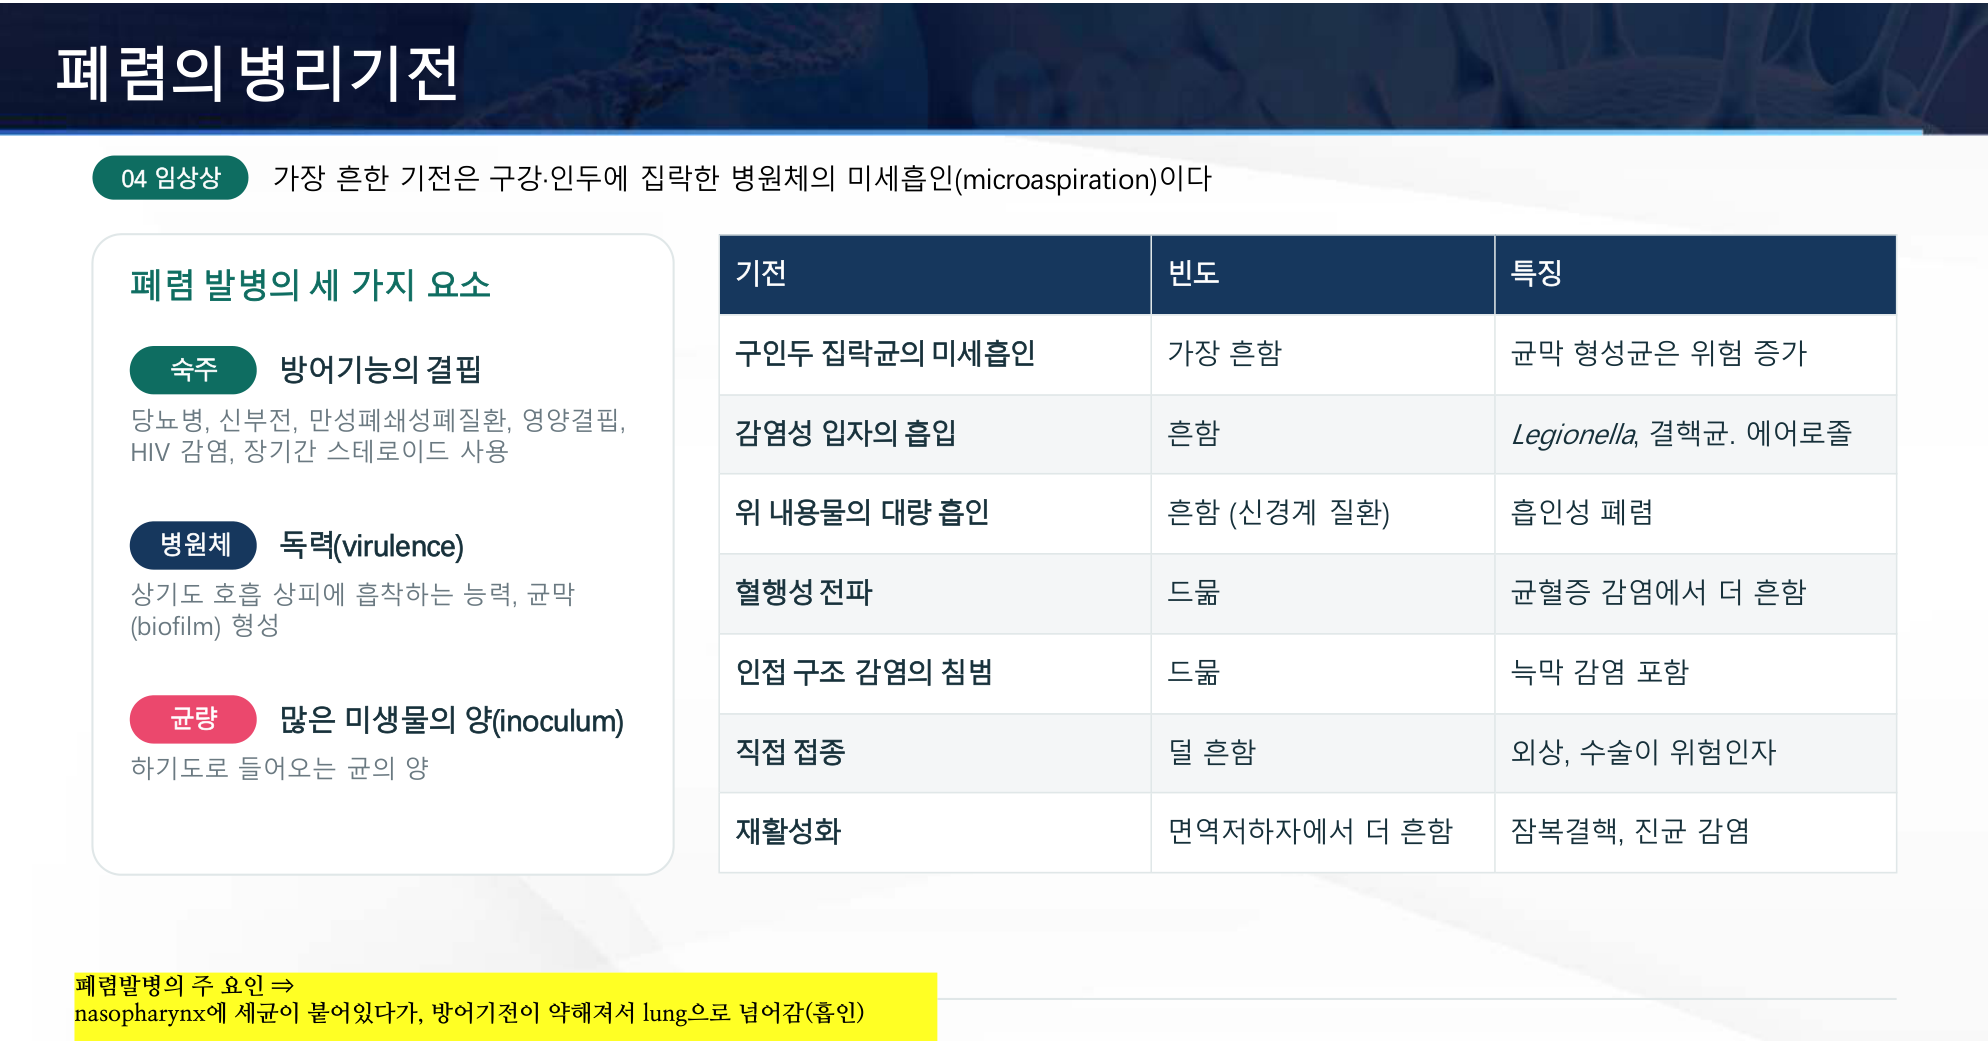 폐렴의 병리기전
04 임상상
가장 흔한 기전은 구강·인두에 집락한 병원체의 미세흡인(microaspiration)이다
폐렴 발병의 세 가지 요소
숙주 방어기능의 결핍
당뇨병, 신부전, 만성폐쇄성폐질환, 영양결핍,
HIV 감염, 장기간 스테로이드 사용
병원체 독력(virulence)
상기도 호흡 상피에 흡착하는 능력, 균막
(biofilm) 형성
균량 많은 미생물의 양(inoculum)
하기도로 들어오는 균의 양
기전 빈도 특징
구인두 집락균의 미세흡인 가장 흔함 균막 형성균은 위험 증가
감염성 입자의 흡입 흔함 Legionella, 결핵균. 에어로졸
위 내용물의 대량 흡인 흔함 (신경계 질환) 흡인성 폐렴
혈행성 전파 드묾 균혈증 감염에서 더 흔함
인접 구조 감염의 침범 드묾 늑막 감염 포함
직접 접종 덜 흔함 외상, 수술이 위험인자
재활성화 면역저하자에서 더 흔함 잠복결핵, 진균 감염
폐렴발병의 주 요인 ⇒
nasopharynx에 세균이 붙어있다가, 방어기전이 약해져서 lung으로 넘어감(흡인)